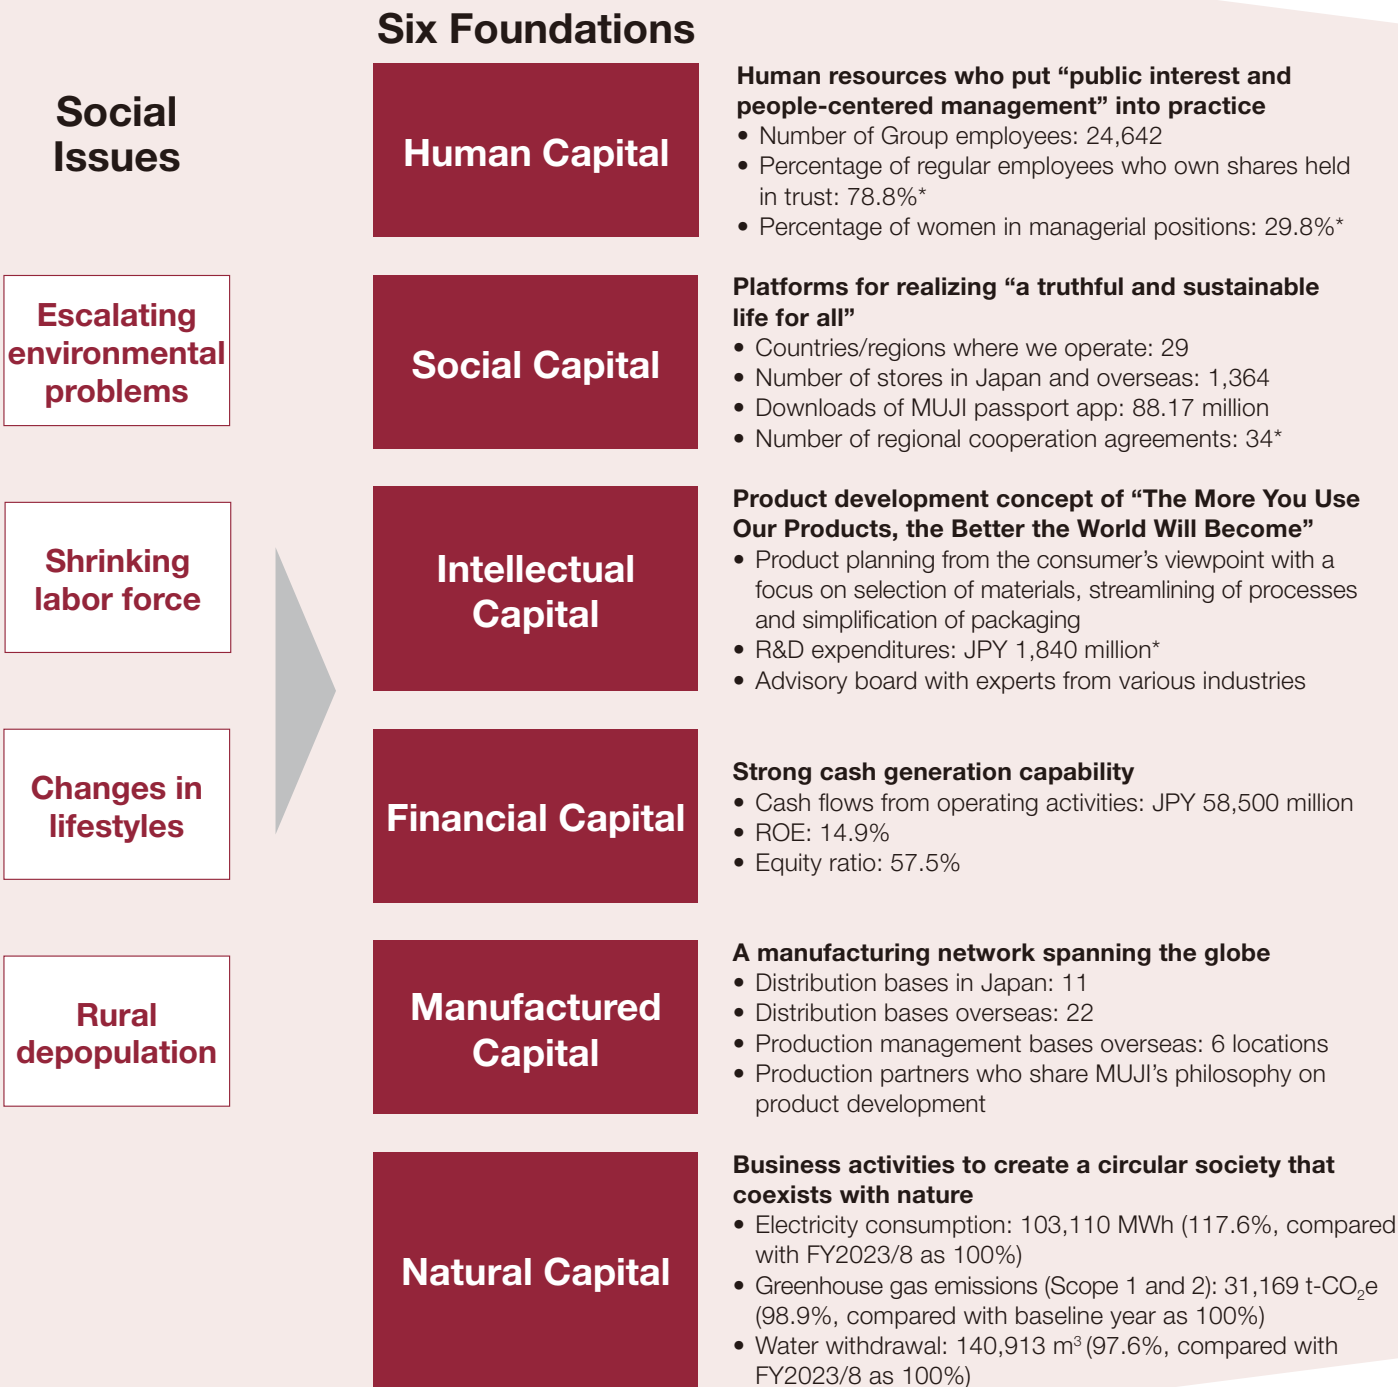 Six Foundations
Social
Issues
Escalating
environmental
problems
Shrinking
labor force
Changes in
lifestyles
Rural
depopulation
Human Capital
Human resources who put “public interest and
people-centered management” into practice
• Number of Group employees: 24,642
• Percentage of regular employees who own shares held
in trust: 78.8%*
• Percentage of women in managerial positions: 29.8%*
Social Capital
Platforms for realizing “a truthful and sustainable
life for all”
• Countries/regions where we operate: 29
• Number of stores in Japan and overseas: 1,364
• Downloads of MUJI passport app: 88.17 million
• Number of regional cooperation agreements: 34*
Intellectual
Capital
Product development concept of “The More You Use
Our Products, the Better the World Will Become”
• Product planning from the consumer’s viewpoint with a
focus on selection of materials, streamlining of processes
and simplification of packaging
• R&D expenditures: JPY 1,840 million*
• Advisory board with experts from various industries
Financial Capital
Strong cash generation capability
• Cash flows from operating activities: JPY 58,500 million
• ROE: 14.9%
• Equity ratio: 57.5%
Manufactured
Capital
A manufacturing network spanning the globe
• Distribution bases in Japan: 11
• Distribution bases overseas: 22
• Production management bases overseas: 6 locations
• Production partners who share MUJI’s philosophy on
product development
Natural Capital
Business activities to create a circular society that
coexists with nature
• Electricity consumption: 103,110 MWh (117.6%, compared
with FY2023/8 as 100%)
• Greenhouse gas emissions (Scope 1 and 2): 31,169 t-CO₂e
(98.9%, compared with baseline year as 100%)
• Water withdrawal: 140,913 m³ (97.6%, compared with
FY2023/8 as 100%)